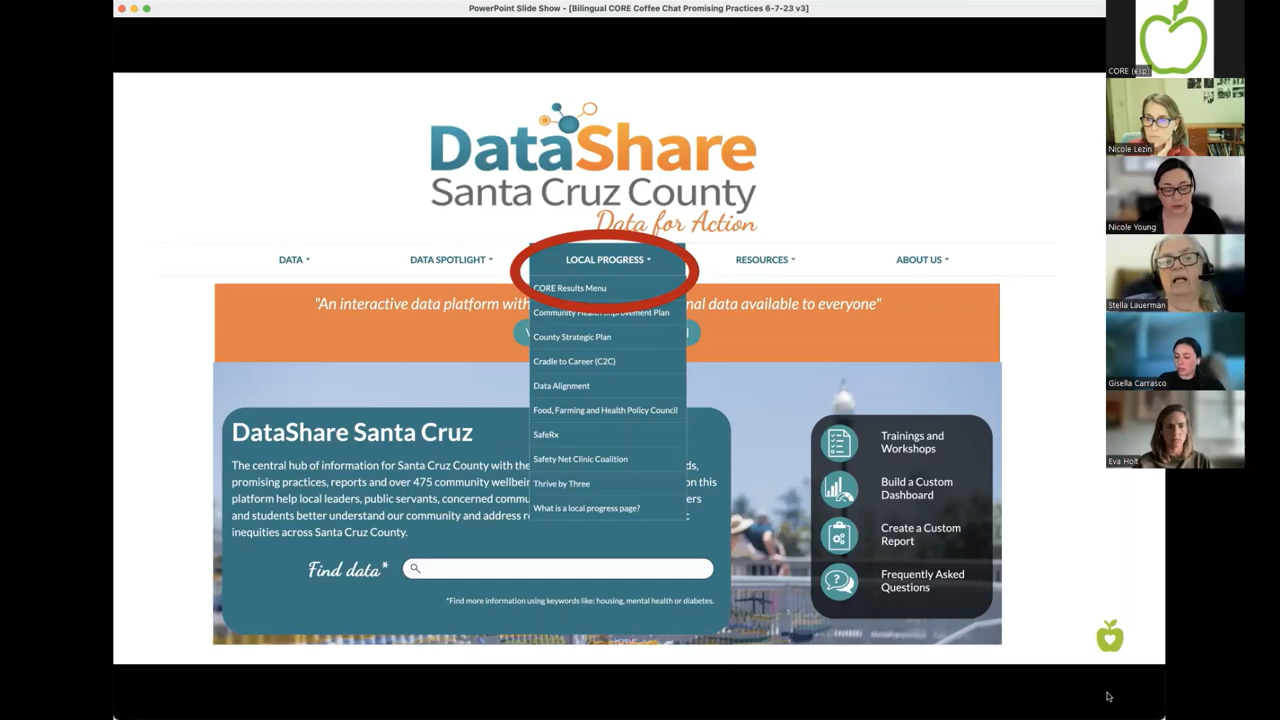 PowerPoint Slide Show - [Bilingual CORE Coffee Chat Promising Practices 6-7-23 v3]
DataShare
Santa Cruz County
Data for Action
DATA
DATA SPOTLIGHT
LOCAL PROGRESS
RESOURCES
ABOUT US
"An interactive data platform with
nal data available to everyone"
CORE Results Menu
Community Health Improvement Plan
County Strategic Plan
Cradle to Career (C2C)
Data Alignment
Food, Farming and Health Policy Council
SafeRx
Safety Net Clinic Coalition
Thrive by Three
What is a local progress page?
DataShare Santa Cruz
The central hub of information for Santa Cruz County with the
ds,
promising practices, reports and over 475 community wellbein
on this
platform help local leaders, public servants, concerned commu
ers
and students better understand our community and address r
ic
inequities across Santa Cruz County.
Find data*
*Find more information using keywords like: housing, mental health or diabetes.
Trainings and
Workshops
Build a Custom
Dashboard
Create a Custom
Report
Frequently Asked
Questions
CORE (esp)
Nicole Lezin
Nicole Young
Stella Lauerman
Gisella Carrasco
Eva Holt